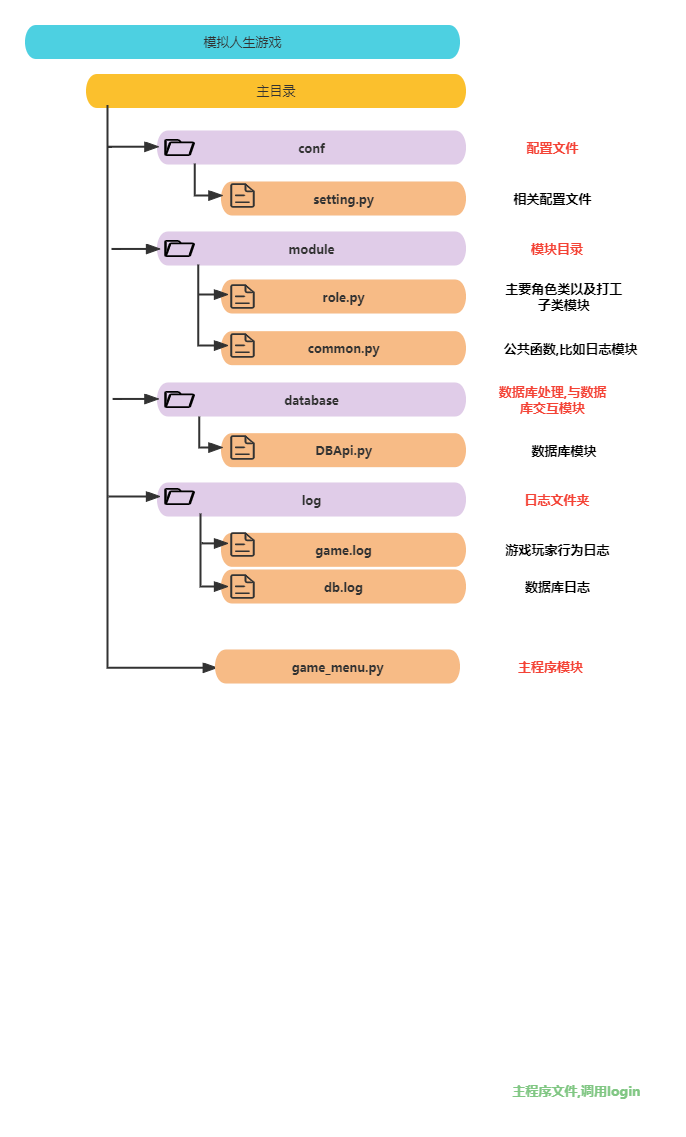 模拟人生游戏
主目录
conf
配置文件
setting.py
相关配置文件
module
模块目录
role.py
主要角色类以及打工
子类模块
common.py
公共函数,比如日志模块
database
数据库处理,与数据
库交互模块
DBApi.py
数据库模块
log
日志文件夹
game.log
游戏玩家行为日志
db.log
数据库日志
game_menu.py
主程序模块
主程序文件,调用login